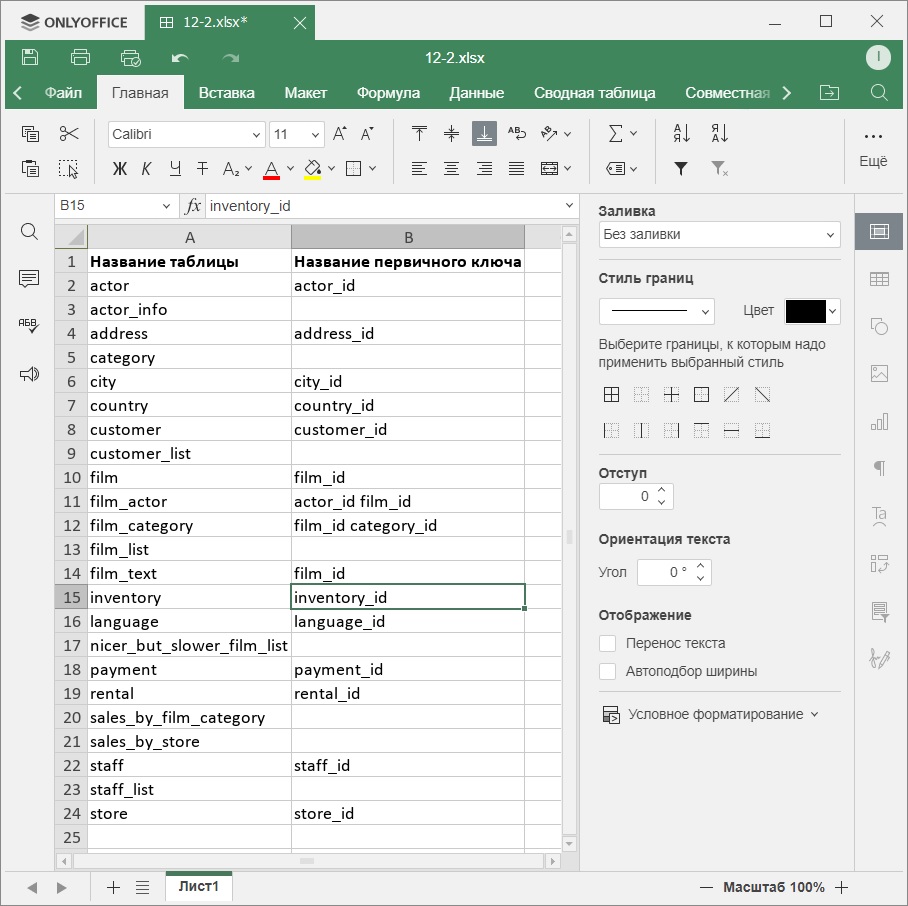 ONLYOFFICE 12-2.xlsx*
12-2.xlsx I
Файл Главная Вставка Макет Формула Данные Сводная таблица Совместная
Calibri 11
Ж К Ч Т А₂ А
Ещё
B15 fx inventory_id
A B
1 Название таблицы Название первичного ключа
2 actor actor_id
3 actor_info
4 address address_id
5 category
6 city city_id
7 country country_id
8 customer customer_id
9 customer_list
10 film film_id
11 film_actor actor_id film_id
12 film_category film_id category_id
13 film_list
14 film_text film_id
15 inventory inventory_id
16 language language_id
17 nicer_but_slower_film_list
18 payment payment_id
19 rental rental_id
20 sales_by_film_category
21 sales_by_store
22 staff staff_id
23 staff_list
24 store store_id
25
Заливка
Без заливки
Стиль границ
Цвет
Выберите границы, к которым надо
применить выбранный стиль
Отступ
0
Ориентация текста
Угол 0 °
Отображение
Перенос текста
Автоподбор ширины
Условное форматирование
Лист1 Масштаб 100%